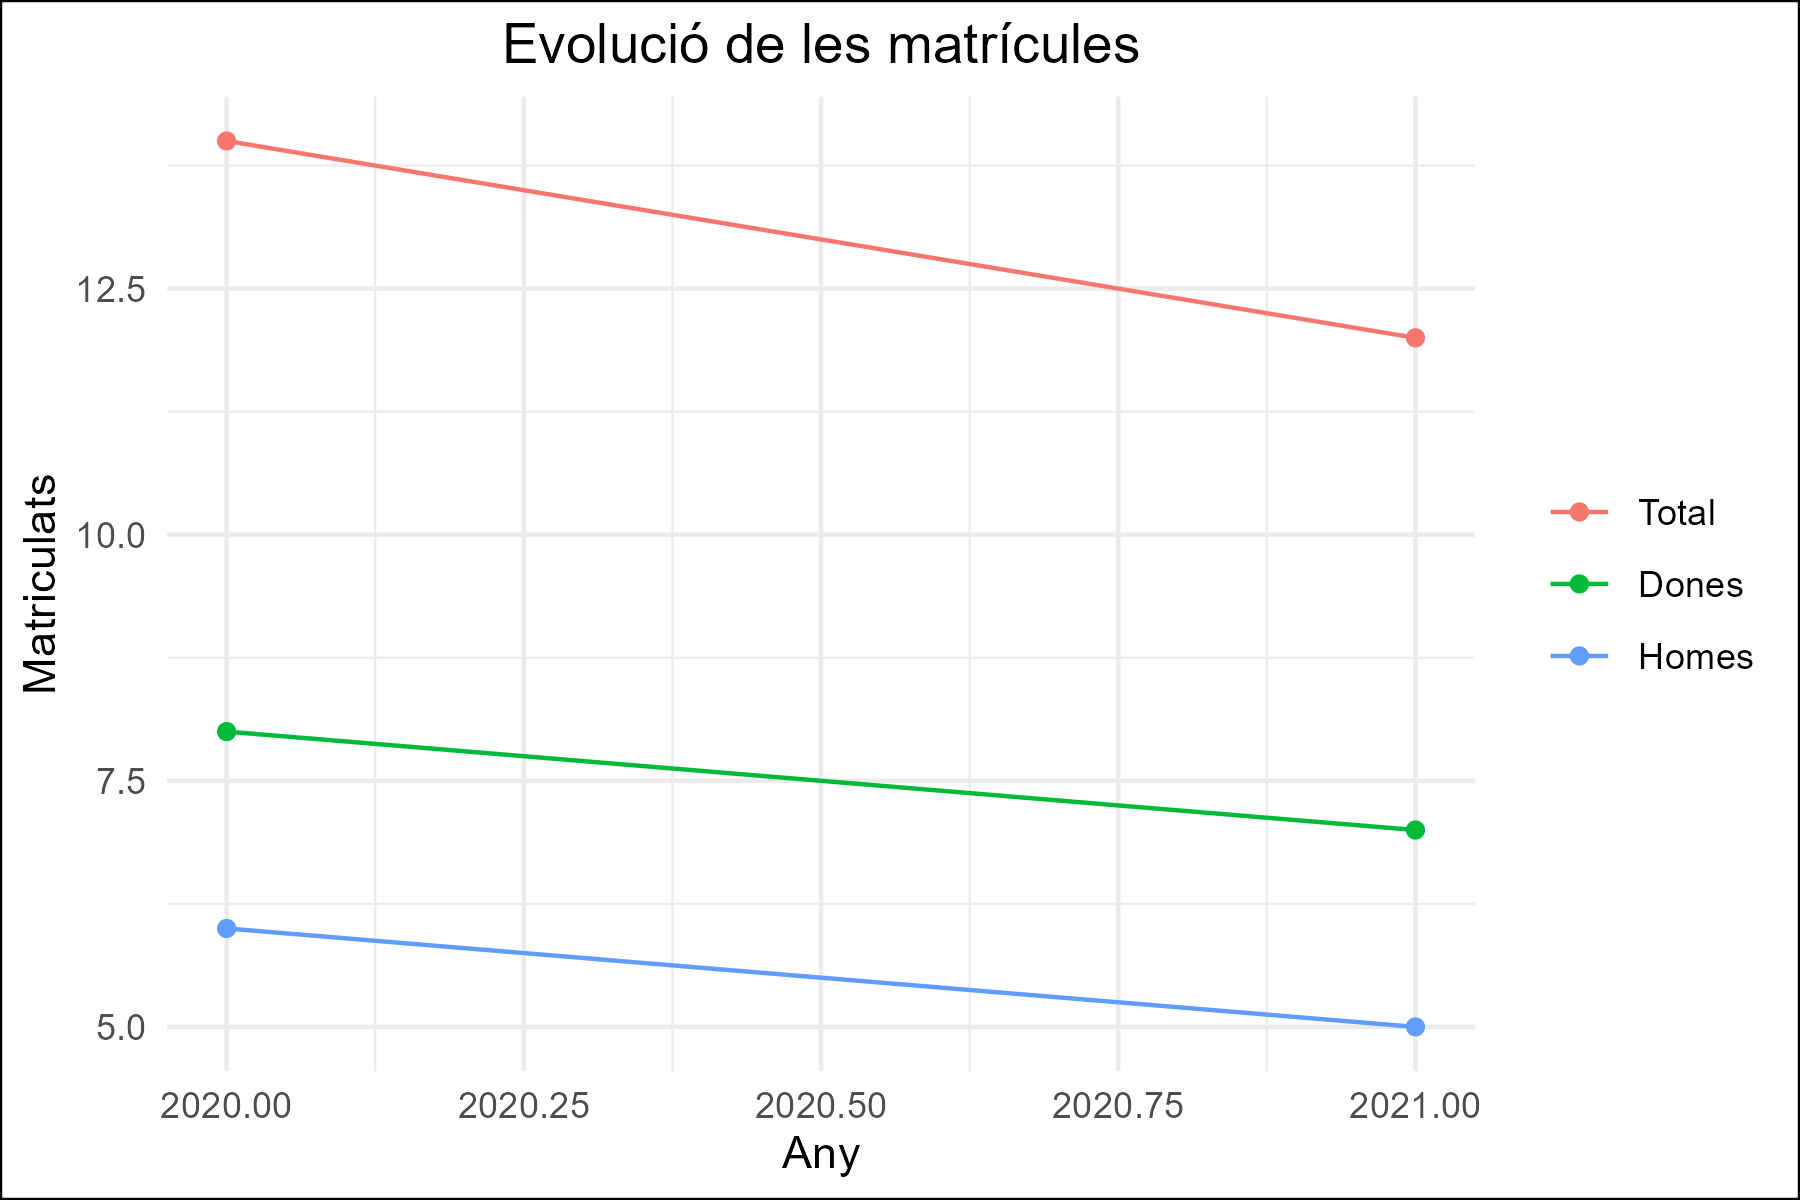 Evolució de les matrícules
Matriculats
12.5
10.0
7.5
5.0
2020.00 2020.25 2020.50 2020.75 2021.00
Any
Total
Dones
Homes